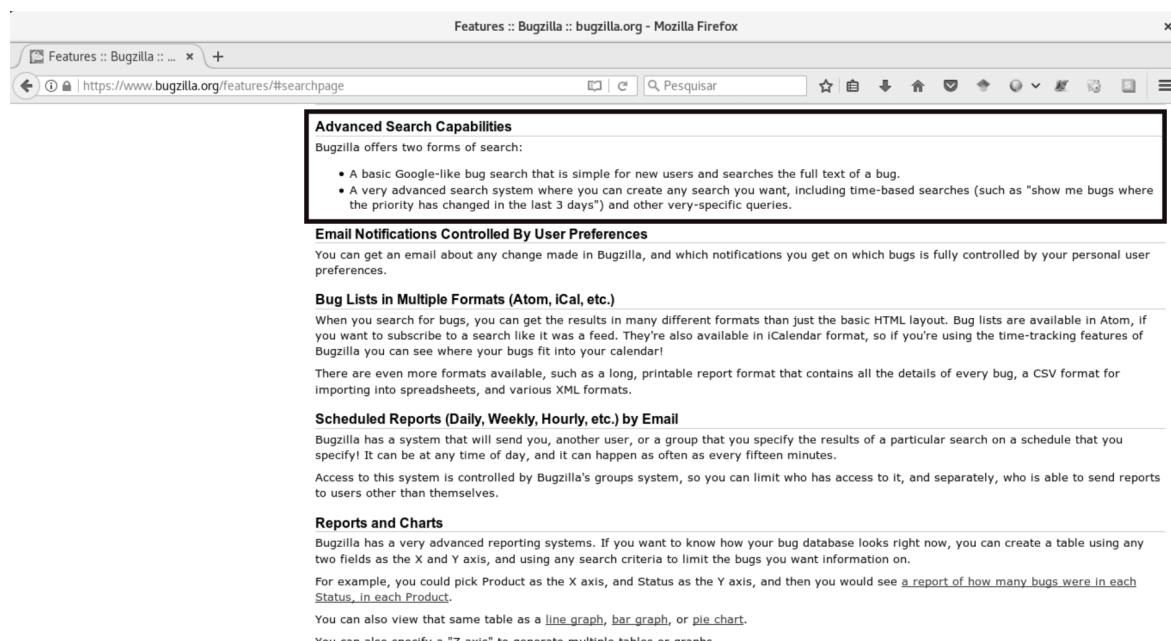 Features :: Bugzilla :: bugzilla.org - Mozilla Firefox
Features :: Bugzilla :: ...
https://www.bugzilla.org/features/#searchpage
Pesquisar
Advanced Search Capabilities
Bugzilla offers two forms of search:
• A basic Google-like bug search that is simple for new users and searches the full text of a bug.
• A very advanced search system where you can create any search you want, including time-based searches (such as "show me bugs where
the priority has changed in the last 3 days") and other very-specific queries.
Email Notifications Controlled By User Preferences
You can get an email about any change made in Bugzilla, and which notifications you get on which bugs is fully controlled by your personal user
preferences.
Bug Lists in Multiple Formats (Atom, iCal, etc.)
When you search for bugs, you can get the results in many different formats than just the basic HTML layout. Bug lists are available in Atom, if
you want to subscribe to a search like it was a feed. They're also available in iCalendar format, so if you're using the time-tracking features of
Bugzilla you can see where your bugs fit into your calendar!
There are even more formats available, such as a long, printable report format that contains all the details of every bug, a CSV format for
importing into spreadsheets, and various XML formats.
Scheduled Reports (Daily, Weekly, Hourly, etc.) by Email
Bugzilla has a system that will send you, another user, or a group that you specify the results of a particular search on a schedule that you
specify! It can be at any time of day, and it can happen as often as every fifteen minutes.
Access to this system is controlled by Bugzilla's groups system, so you can limit who has access to it, and separately, who is able to send reports
to users other than themselves.
Reports and Charts
Bugzilla has a very advanced reporting systems. If you want to know how your bug database looks right now, you can create a table using any
two fields as the X and Y axis, and using any search criteria to limit the bugs you want information on.
For example, you could pick Product as the X axis, and Status as the Y axis, and then you would see a report of how many bugs were in each
Status, in each Product.
You can also view that same table as a line graph, bar graph, or pie chart.
You can also specify a "Z axis" to generate multiple tables or graphs.